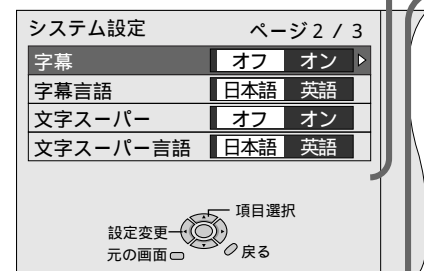 システム設定 ページ2 / 3
字幕 オフ オン
字幕言語 日本語 英語
文字スーパー オフ オン
文字スーパー言語 日本語 英語
項目選択
設定変更
元の画面 戻る